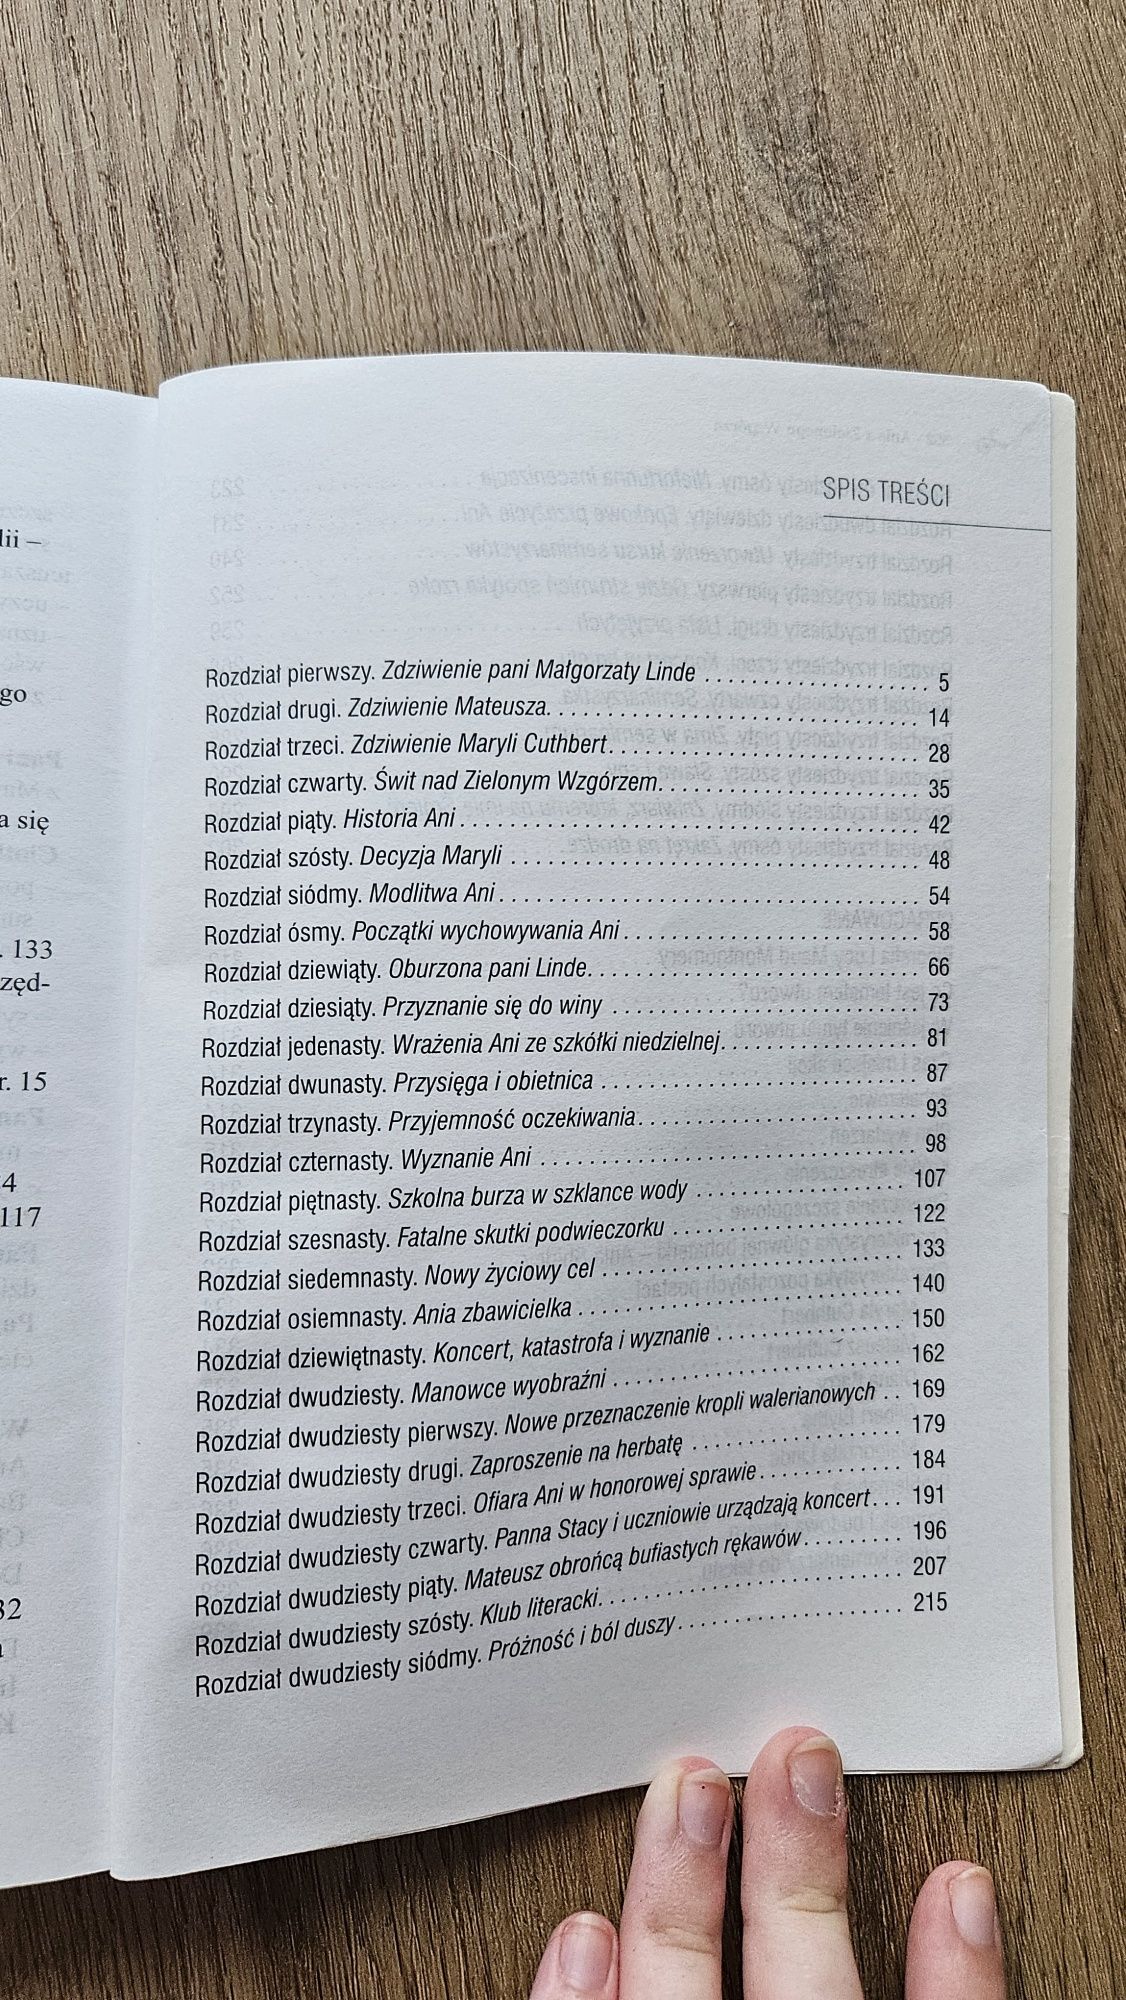 lii –
go
a się
. 133
zęd-
r. 15
4
117
32
a
SPIS TREŚCI
Rozdział pierwszy. Zdziwienie pani Małgorzaty Linde . . . . . . . . . . . . . . . . . . . . . . 5
Rozdział drugi. Zdziwienie Mateusza. . . . . . . . . . . . . . . . . . . . . . . . . . . . . . . . . . 14
Rozdział trzeci. Zdziwienie Maryli Cuthbert. . . . . . . . . . . . . . . . . . . . . . . . . . . . . 28
Rozdział czwarty. Świt nad Zielonym Wzgórzem. . . . . . . . . . . . . . . . . . . . . . . . . 35
Rozdział piąty. Historia Ani . . . . . . . . . . . . . . . . . . . . . . . . . . . . . . . . . . . . . . . . 42
Rozdział szósty. Decyzja Maryli . . . . . . . . . . . . . . . . . . . . . . . . . . . . . . . . . . . . . 48
Rozdział siódmy. Modlitwa Ani . . . . . . . . . . . . . . . . . . . . . . . . . . . . . . . . . . . . . 54
Rozdział ósmy. Początki wychowywania Ani . . . . . . . . . . . . . . . . . . . . . . . . . . . . 58
Rozdział dziewiąty. Oburzona pani Linde. . . . . . . . . . . . . . . . . . . . . . . . . . . . . . . 66
Rozdział dziesiąty. Przyznanie się do winy . . . . . . . . . . . . . . . . . . . . . . . . . . . . . 73
Rozdział jedenasty. Wrażenia Ani ze szkółki niedzielnej. . . . . . . . . . . . . . . . . . . . 81
Rozdział dwunasty. Przysięga i obietnica . . . . . . . . . . . . . . . . . . . . . . . . . . . . . . 87
Rozdział trzynasty. Przyjemność oczekiwania. . . . . . . . . . . . . . . . . . . . . . . . . . . 93
Rozdział czternasty. Wyznanie Ani . . . . . . . . . . . . . . . . . . . . . . . . . . . . . . . . . . . 98
Rozdział piętnasty. Szkolna burza w szklance wody . . . . . . . . . . . . . . . . . . . . . 107
Rozdział szesnasty. Fatalne skutki podwieczorku . . . . . . . . . . . . . . . . . . . . . . . 122
Rozdział siedemnasty. Nowy życiowy cel . . . . . . . . . . . . . . . . . . . . . . . . . . . . . 133
Rozdział osiemnasty. Ania zbawicielka . . . . . . . . . . . . . . . . . . . . . . . . . . . . . . . 140
Rozdział dziewiętnasty. Koncert, katastrofa i wyznanie . . . . . . . . . . . . . . . . . . . 150
Rozdział dwudziesty. Manowce wyobraźni . . . . . . . . . . . . . . . . . . . . . . . . . . . . 162
Rozdział dwudziesty pierwszy. Nowe przeznaczenie kropli walerianowych . . 169
Rozdział dwudziesty drugi. Zaproszenie na herbatę . . . . . . . . . . . . . . . . . . . . . 179
Rozdział dwudziesty trzeci. Ofiara Ani w honorowej sprawie. . . . . . . . . . . . . . . 184
Rozdział dwudziesty czwarty. Panna Stacy i uczniowie urządzają koncert. . . 191
Rozdział dwudziesty piąty. Mateusz obrońcą bufiastych rękawów. . . . . . . . . . 196
Rozdział dwudziesty szósty. Klub literacki. . . . . . . . . . . . . . . . . . . . . . . . . . . . . 207
Rozdział dwudziesty siódmy. Próżność i ból duszy . . . . . . . . . . . . . . . . . . . . . . 215